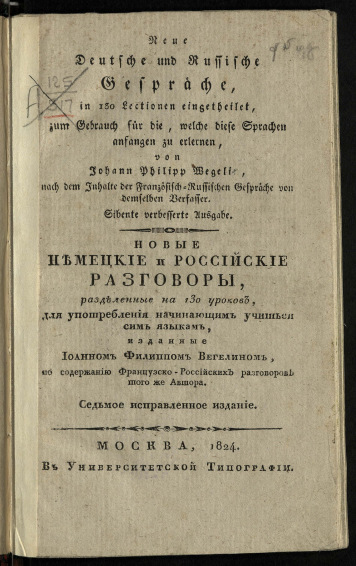 Neue
Deutsche und Russische
Gespräche,
in 130 Lectionen eingetheilet,
zum Gebrauch für die, welche diese Sprachen
anfangen zu erlernen,
von
Johann Philipp Wegelin,
nach dem Inhalte der Französisch-Russischen Gespräche von
demselben Verfasser.
Siebente verbesserte Ausgabe.
НОВЫЕ
НѢМЕЦКІЕ и РОССІЙСКІЕ
РАЗГОВОРЫ,
раздѣленные на 130 уроковъ,
для употребленія начинающимъ учиться
симъ языкамъ,
изданные
Іоанномъ Филиппомъ Вегелиномъ,
по содержанію Французско-Россійскихъ разговоровъ
того же Автора.
Седьмое исправленное изданіе.
МОСКВА, 1824.
Въ Университетской Типографіи.
125